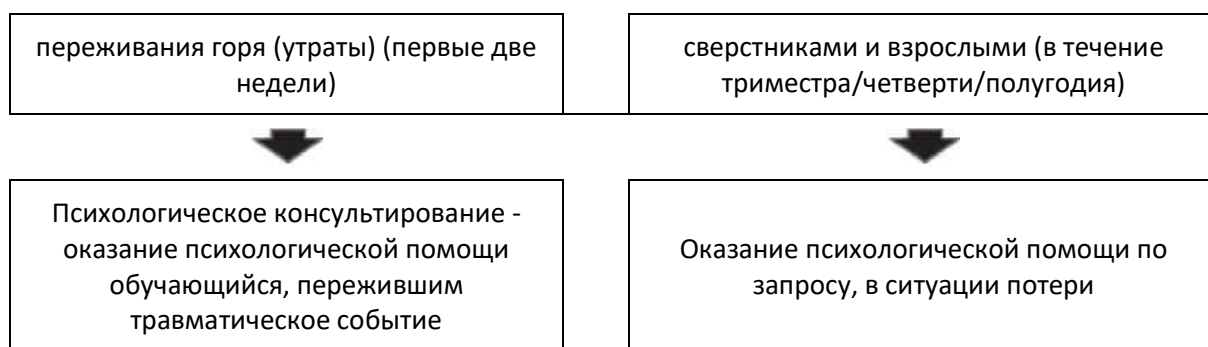 переживания горя (утраты) (первые две
недели)
сверстниками и взрослыми (в течение
триместра/четверти/полугодия)
Психологическое консультирование -
оказание психологической помощи
обучающийся, пережившим
травматическое событие
Оказание психологической помощи по
запросу, в ситуации потери